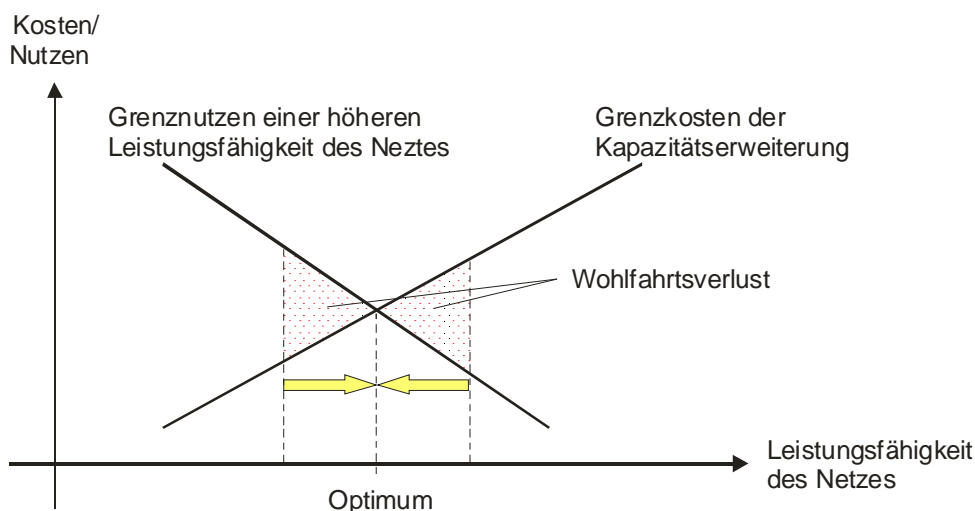 Kosten/
Nutzen
Grenznutzen einer höheren
Leistungsfähigkeit des Neztes
Grenzkosten der
Kapazitätserweiterung
Wohlfahrtsverlust
Leistungsfähigkeit
des Netzes
Optimum